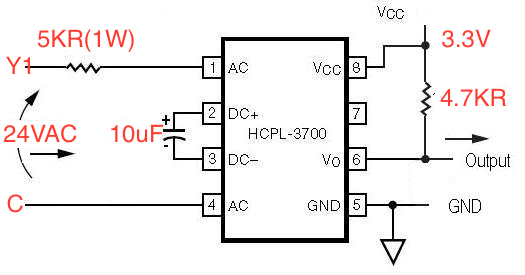 Vcc
5KR(1W)
3.3V
Y1
1 AC
Vcc 8
2 DC+
7
4.7KR
24VAC
10uF
+
HCPL-3700
-
3 DC–
Vo 6
Output
C
4 AC
GND 5
GND